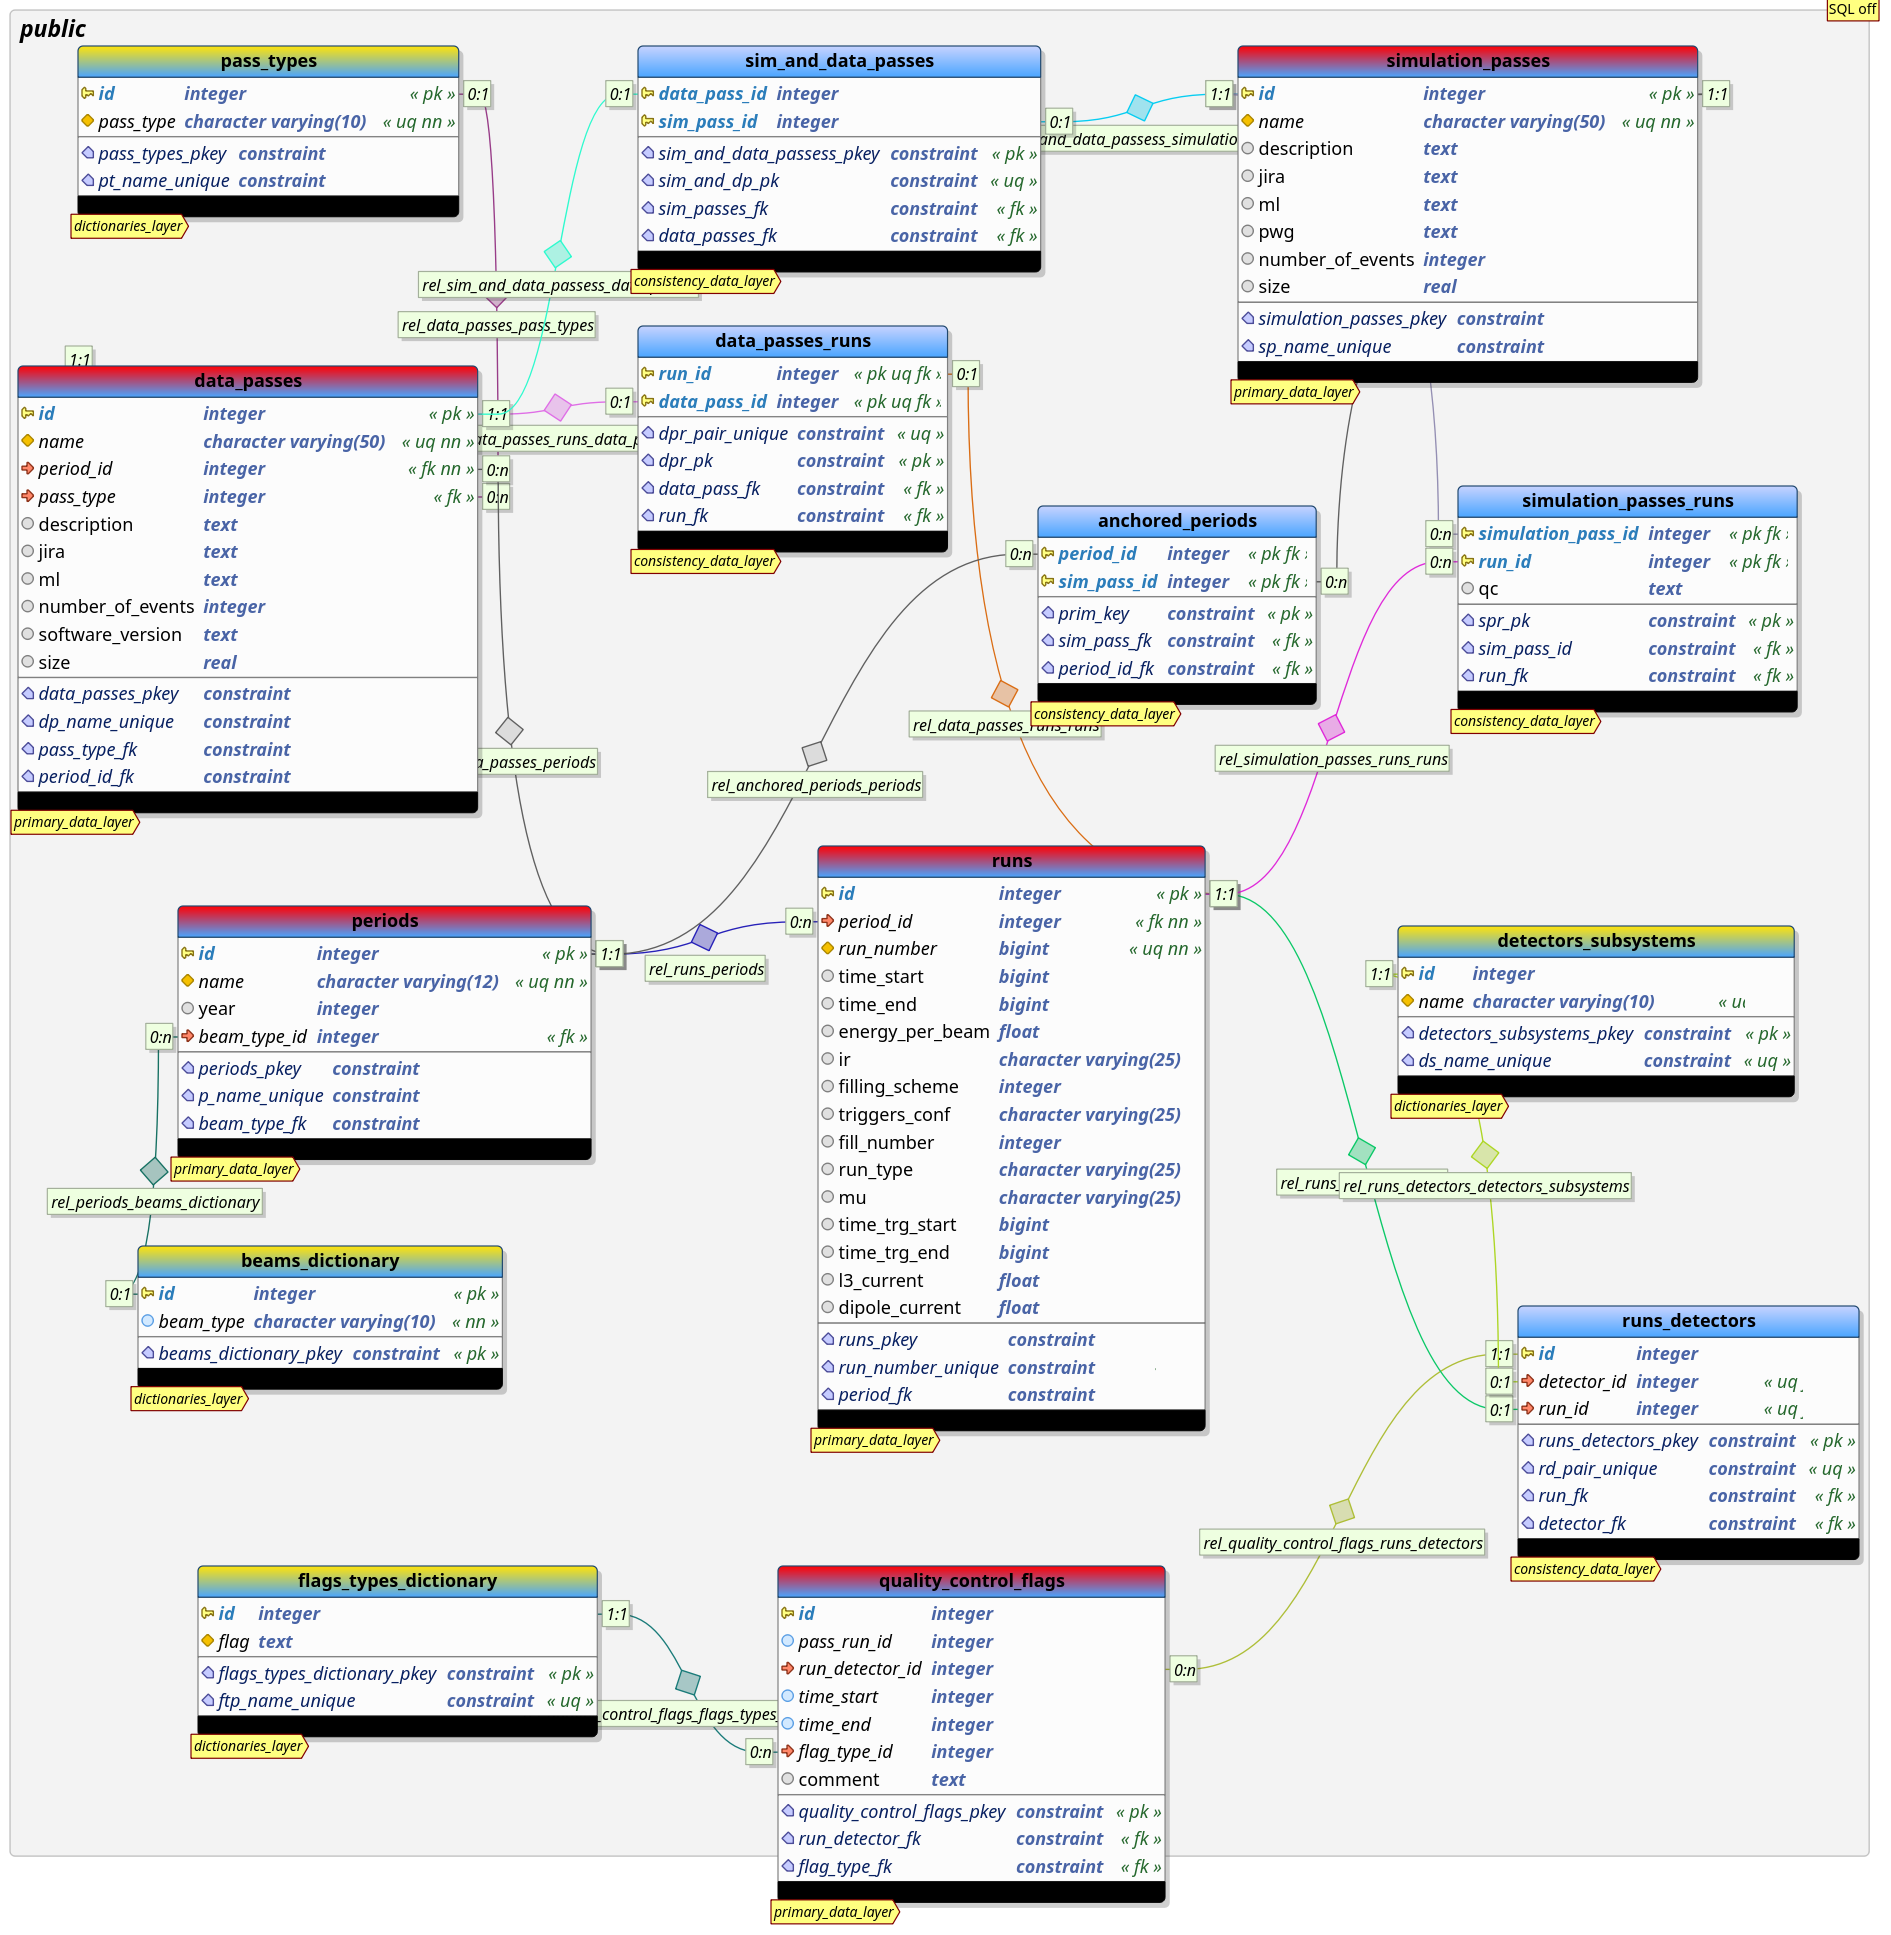 SQL off
public
pass_types
id integer « pk »
pass_type character varying(10) « uq nn »
pass_types_pkey constraint
pt_name_unique constraint
dictionaries_layer
0:1
sim_and_data_passes
data_pass_id integer
sim_pass_id integer
sim_and_data_passess_pkey constraint « pk »
sim_and_dp_pk constraint « uq »
sim_passes_fk constraint « fk »
data_passes_fk constraint « fk »
consistency_data_layer
0:1
0:1
1:1
simulation_passes
id integer « pk »
name character varying(50) « uq nn »
description text
jira text
ml text
pwg text
number_of_events integer
size real
simulation_passes_pkey constraint
sp_name_unique constraint
primary_data_layer
1:1
rel_data_passes_pass_types
1:1
data_passes
id integer « pk »
name character varying(50) « uq nn »
period_id integer « fk nn »
pass_type integer « fk »
description text
jira text
ml text
number_of_events integer
software_version text
size real
data_passes_pkey constraint
dp_name_unique constraint
pass_type_fk constraint
period_id_fk constraint
primary_data_layer
1:1
0:n
0:n
0:1
data_passes_runs
run_id integer « pk uq fk »
data_pass_id integer « pk uq fk »
dpr_pair_unique constraint « uq »
dpr_pk constraint « pk »
data_pass_fk constraint « fk »
run_fk constraint « fk »
consistency_data_layer
0:1
anchored_periods
period_id integer « pk fk
sim_pass_id integer « pk fk
prim_key constraint « pk »
sim_pass_fk constraint « fk »
period_id_fk constraint « fk »
consistency_data_layer
0:n
0:n
simulation_passes_runs
simulation_pass_id integer « pk fk
run_id integer « pk fk
qc text
spr_pk constraint « pk »
sim_pass_id constraint « fk »
run_fk constraint « fk »
consistency_data_layer
0:n
0:n
rel_anchored_periods_periods
rel_simulation_passes_runs_runs
periods
id integer « pk »
name character varying(12) « uq nn »
year integer
beam_type_id integer « fk »
periods_pkey constraint
p_name_unique constraint
beam_type_fk constraint
primary_data_layer
1:1
0:n
rel_runs_periods
rel_periods_beams_dictionary
runs
id integer « pk »
period_id integer « fk nn »
run_number bigint « uq nn »
time_start bigint
time_end bigint
energy_per_beam float
ir character varying(25)
filling_scheme integer
triggers_conf character varying(25)
fill_number integer
run_type character varying(25)
mu character varying(25)
time_trg_start bigint
time_trg_end bigint
l3_current float
dipole_current float
runs_pkey constraint
run_number_unique constraint
period_fk constraint
primary_data_layer
0:n
1:1
detectors_subsystems
id integer
name character varying(10)
detectors_subsystems_pkey constraint « pk »
ds_name_unique constraint « uq »
dictionaries_layer
1:1
rel_runs_detectors_detectors_subsystems
beams_dictionary
id integer « pk »
beam_type character varying(10) « nn »
beams_dictionary_pkey constraint « pk »
dictionaries_layer
0:1
runs_detectors
id integer
detector_id integer « uq
run_id integer « uq
runs_detectors_pkey constraint « pk »
rd_pair_unique constraint « uq »
run_fk constraint « fk »
detector_fk constraint « fk »
consistency_data_layer
1:1
0:1
0:1
rel_quality_control_flags_runs_detectors
flags_types_dictionary
id integer
flag text
flags_types_dictionary_pkey constraint « pk »
ftp_name_unique constraint « uq »
dictionaries_layer
1:1
0:n
quality_control_flags
id integer
pass_run_id integer
run_detector_id integer
time_start integer
time_end integer
flag_type_id integer
comment text
quality_control_flags_pkey constraint « pk »
run_detector_fk constraint « fk »
flag_type_fk constraint « fk »
primary_data_layer
0:n